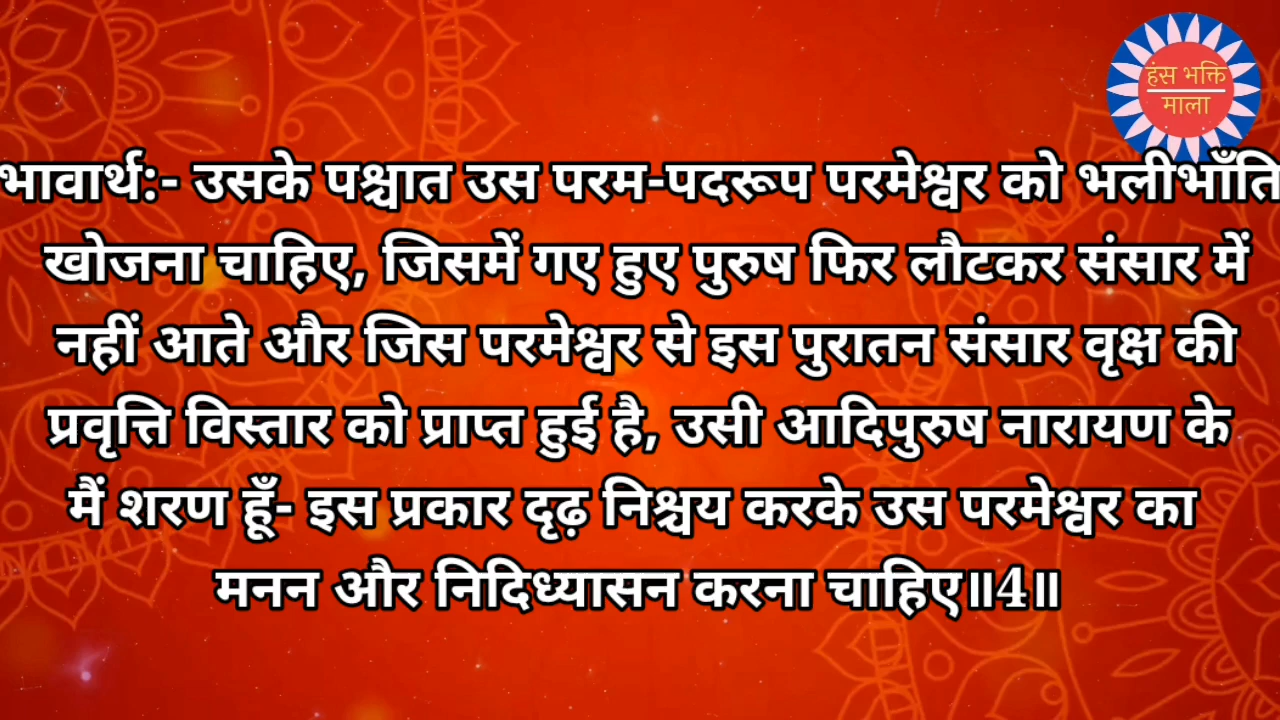 हंस भक्ति
माला
भावार्थ:- उसके पश्चात उस परम-पदरूप परमेश्वर को भलीभाँति
खोजना चाहिए, जिसमें गए हुए पुरुष फिर लौटकर संसार में
नहीं आते और जिस परमेश्वर से इस पुरातन संसार वृक्ष की
प्रवृत्ति विस्तार को प्राप्त हुई है, उसी आदिपुरुष नारायण के
मैं शरण हूँ- इस प्रकार दृढ़ निश्चय करके उस परमेश्वर का
मनन और निदिध्यासन करना चाहिए॥4॥